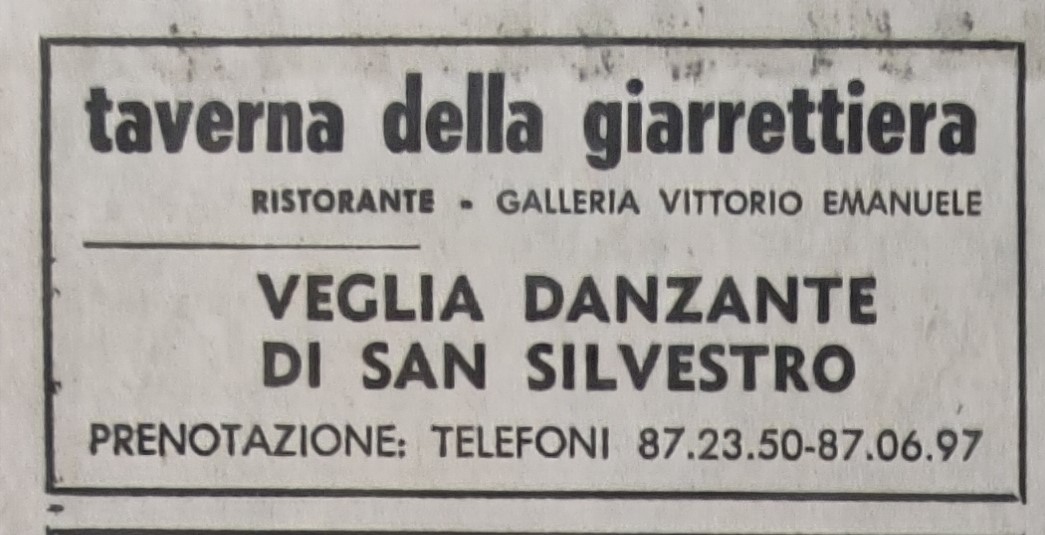 taverna della giarrettiera
RISTORANTE - GALLERIA VITTORIO EMANUELE
VEGLIA DANZANTE
DI SAN SILVESTRO
PRENOTAZIONE: TELEFONI 87.23.50-87.06.97